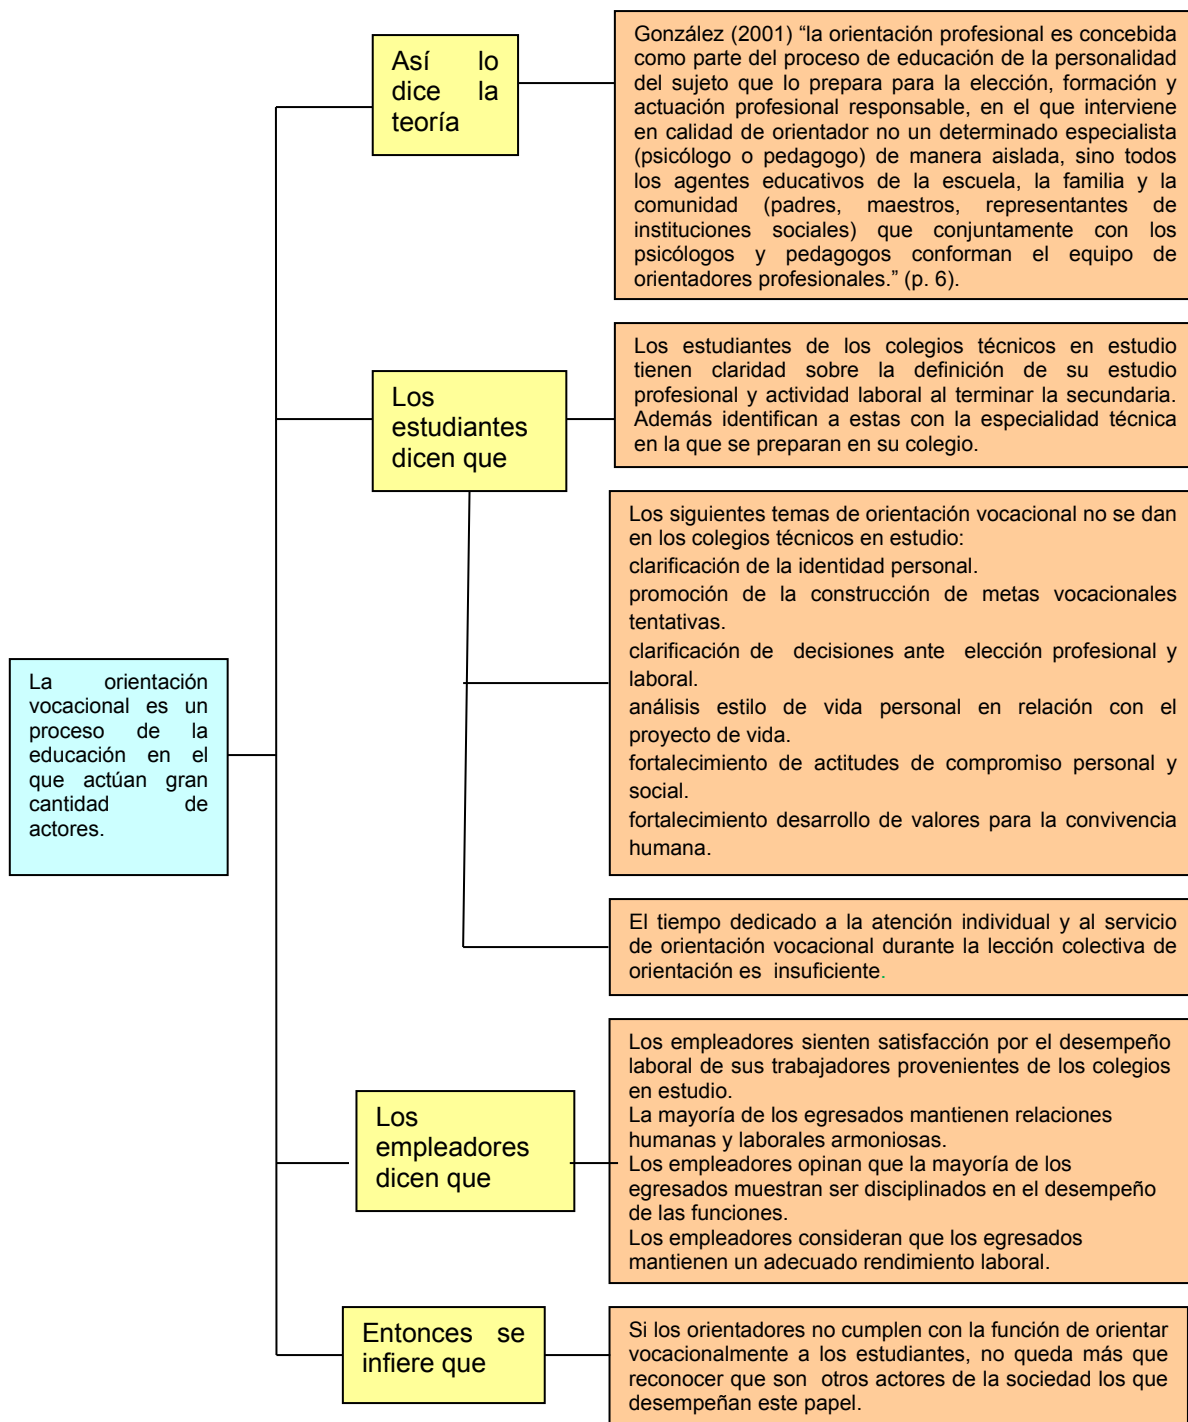 La orientación
vocacional es un
proceso de la
educación en el
que actúan gran
cantidad de
actores.
Así lo
dice la
teoría
González (2001) “la orientación profesional es concebida
como parte del proceso de educación de la personalidad
del sujeto que lo prepara para la elección, formación y
actuación profesional responsable, en el que interviene
en calidad de orientador no un determinado especialista
(psicólogo o pedagogo) de manera aislada, sino todos
los agentes educativos de la escuela, la familia y la
comunidad (padres, maestros, representantes de
instituciones sociales) que conjuntamente con los
psicólogos y pedagogos conforman el equipo de
orientadores profesionales.” (p. 6).
Los
estudiantes
dicen que
Los estudiantes de los colegios técnicos en estudio
tienen claridad sobre la definición de su estudio
profesional y actividad laboral al terminar la secundaria.
Además identifican a estas con la especialidad técnica
en la que se preparan en su colegio.
Los siguientes temas de orientación vocacional no se dan
en los colegios técnicos en estudio:
clarificación de la identidad personal.
promoción de la construcción de metas vocacionales
tentativas.
clarificación de decisiones ante elección profesional y
laboral.
análisis estilo de vida personal en relación con el
proyecto de vida.
fortalecimiento de actitudes de compromiso personal y
social.
fortalecimiento desarrollo de valores para la convivencia
humana.
El tiempo dedicado a la atención individual y al servicio
de orientación vocacional durante la lección colectiva de
orientación es insuficiente.
Los
empleadores
dicen que
Los empleadores sienten satisfacción por el desempeño
laboral de sus trabajadores provenientes de los colegios
en estudio.
La mayoría de los egresados mantienen relaciones
humanas y laborales armoniosas.
Los empleadores opinan que la mayoría de los
egresados muestran ser disciplinados en el desempeño
de las funciones.
Los empleadores consideran que los egresados
mantienen un adecuado rendimiento laboral.
Entonces se
infiere que
Si los orientadores no cumplen con la función de orientar
vocacionalmente a los estudiantes, no queda más que
reconocer que son otros actores de la sociedad los que
desempeñan este papel.